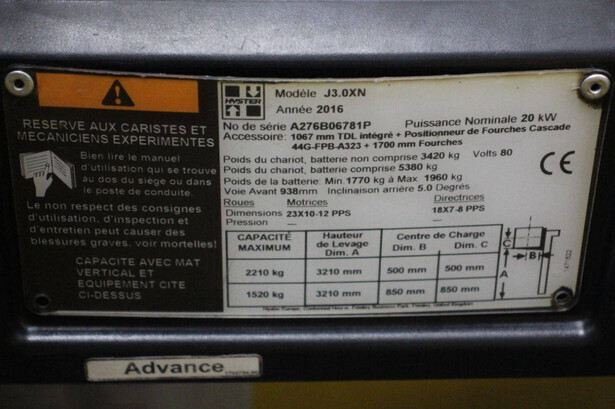 RESERVE AUX CARISTES ET
MECANICIENS EXPERIMENTES
Bien lire le manuel
d'utilisation qui se trouve
au dos du siége ou dans
le poste de conduite.
Le non respect des consignes
d'utilisation, d'inspection et
d'entretien peut causer des
blessures graves, voir mortelles!
CAPACITE AVEC MAT
VERTICAL ET
EQUIPEMENT CITE
CI-DESSUS
HYSTER
Modèle J3.0XN
Année 2016
No de série A276B06781P Puissance Nominale 20 kW
Accessoire: 1067 mm TDL intégré + Positionneur de Fourches Cascade
44G-FPB-A323 + 1700 mm Fourches
Poids du chariot, batterie non comprise 3420 kg Volts 80
Poids du chariot, batterie comprise 5380 kg
Poids de la batterie: Min. 1770 kg à Max. 1960 kg
Voie Avant 938mm Inclinaison arrière 5.0 Degrés
Roues Motrices Directrices
Dimensions 23X10-12 PPS 18X7-8 PPS
Pression — —
CE
CAPACITÉ MAXIMUM
Hauteur de Levage Dim. A
Centre de Charge
Dim. B Dim. C
2210 kg 3210 mm 500 mm 500 mm
1520 kg 3210 mm 850 mm 850 mm
C
B
A
Advance